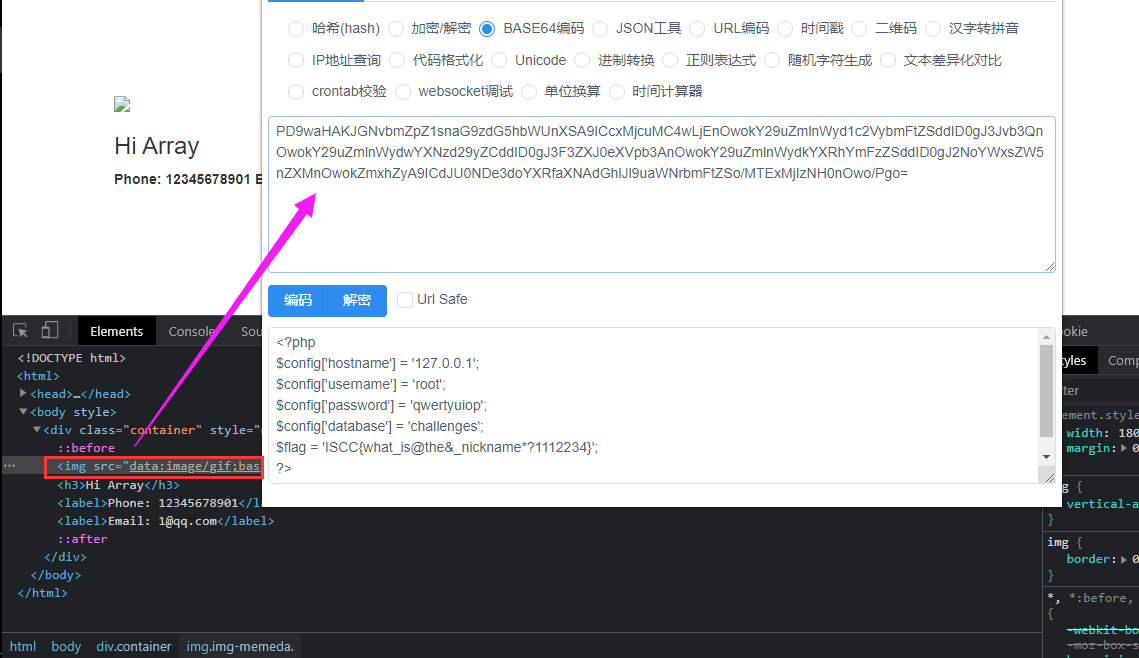 哈希(hash) 加密/解密 BASE64编码 JSON工具 URL编码 时间戳 二维码 汉字转拼音
IP地址查询 代码格式化 Unicode 进制转换 正则表达式 随机字符生成 文本差异化对比
crontab校验 websocket调试 单位换算 时间计算器
Hi Array
Phone: 12345678901 E
PD9waHAKJGNvbmZpZ1snaG9zdG5hbWUnXSA9ICcxMjcuMC4wLjEnOwokY29uZmlnWyd1c2VybmFtZSddID0gJ3Jvb3Qn
OwokY29uZmlnWydwYXNzd29yZCddID0gJ3F3ZXJ0eXVpb3AnOwokY29uZmlnWydkYXRhYmFzZSddID0gJ2NoYWxsZW5
nZXMnOwokZmxhZyA9ICdJU0NDe3doYXRfaXNAdGhlJl9uaWNrbmFtZSo/MTExMjIzNH0nOwo/Pgo=
编码 解密 Url Safe
<?php
$config['hostname'] = '127.0.0.1';
$config['username'] = 'root';
$config['password'] = 'qwertyuiop';
$config['database'] = 'challenges';
$flag = 'ISCC{what_is@the&_nickname*?1112234}';
?>
Elements Console Sou
<!DOCTYPE html>
<html>
<head>…</head>
<body style>
<div class="container" style="
::before
<img src="data:image/gif;bas
<h3>Hi Array</h3>
<label>Phone: 12345678901</l
<label>Email: 1@qq.com</label>
::after
</div>
</body>
</html>
html body div.container img.img-memeda.
okie
yles Comp
ter
ement.style
width: 180
margin: 0
g {
vertical-a
}
img {
border: 0
}
*, *:before,
{
-webkit-bo
-moz-box-s